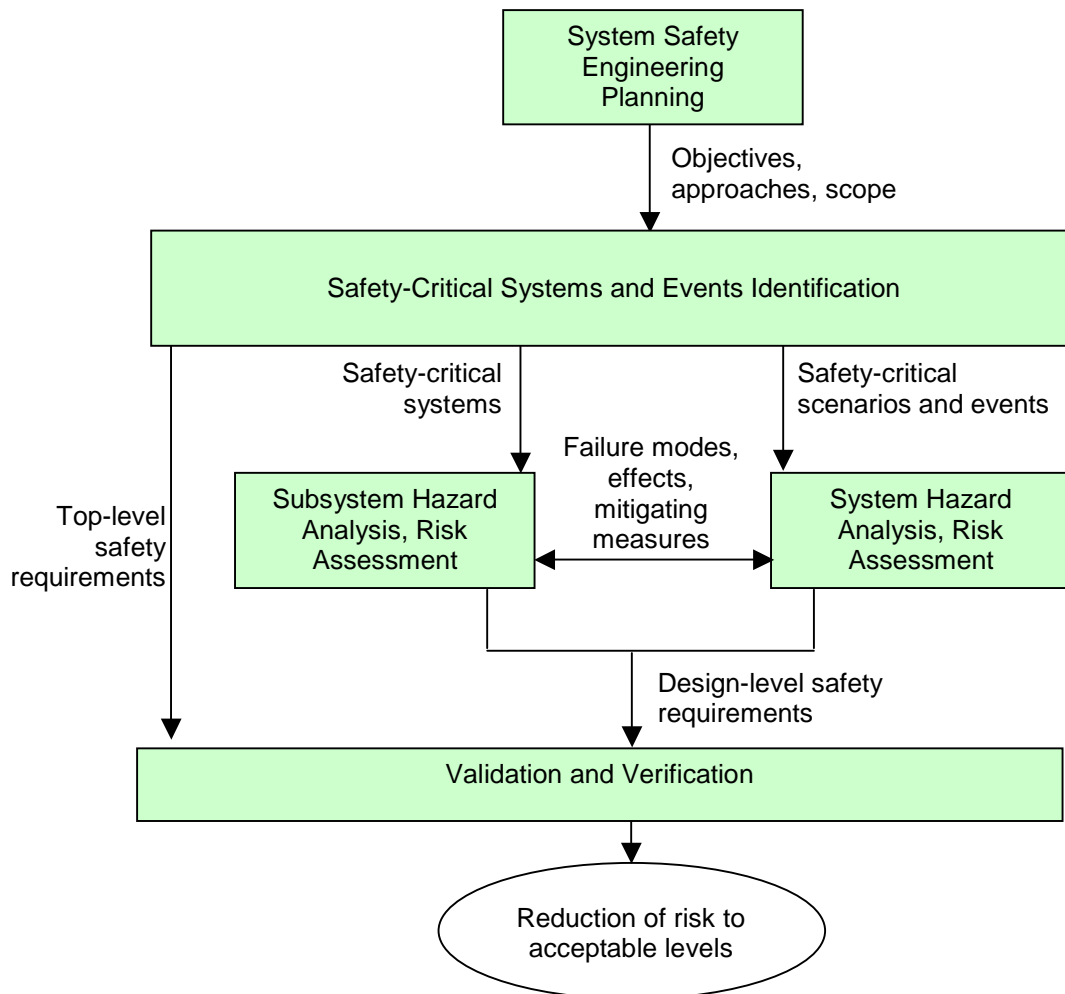 System Safety
Engineering
Planning
Objectives,
approaches, scope
Safety-Critical Systems and Events Identification
Safety-critical
systems
Safety-critical
scenarios and events
Failure modes,
effects,
mitigating
measures
Subsystem Hazard
Analysis, Risk
Assessment
System Hazard
Analysis, Risk
Assessment
Top-level
safety
requirements
Design-level safety
requirements
Validation and Verification
Reduction of risk to
acceptable levels